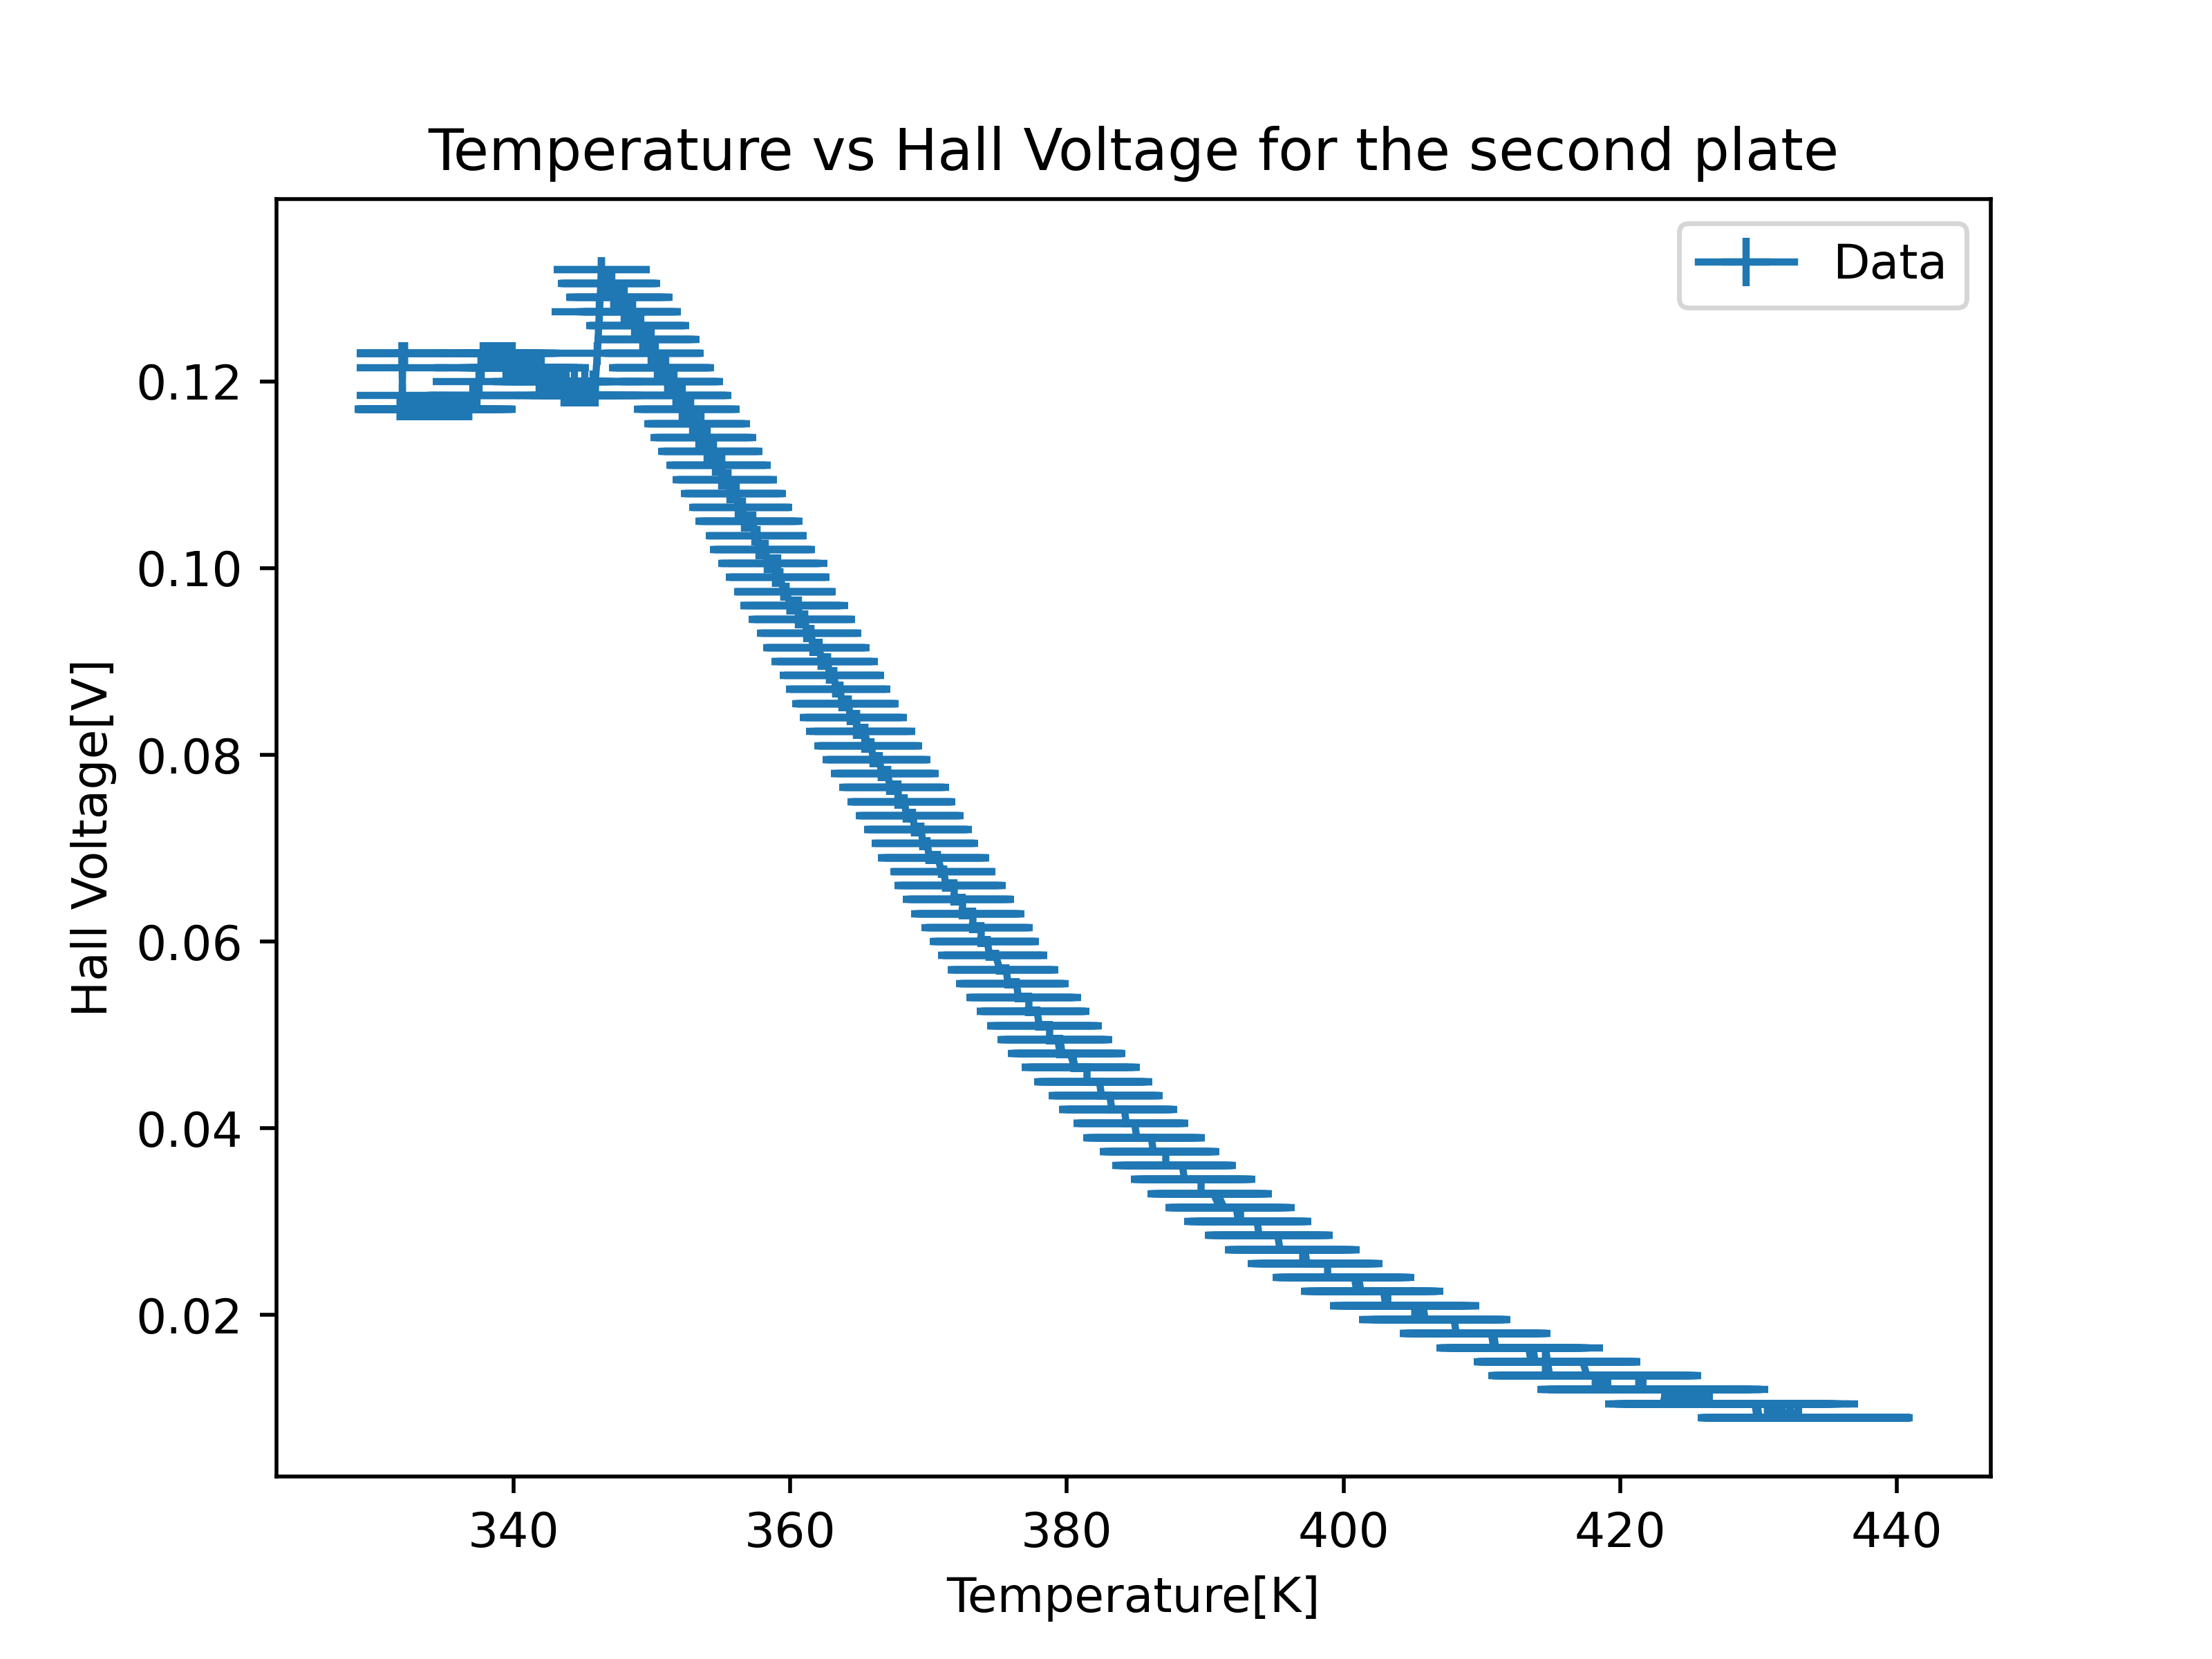 Temperature vs Hall Voltage for the second plate
Data
Hall Voltage[V]
0.12
0.10
0.08
0.06
0.04
0.02
340 360 380 400 420 440
Temperature[K]